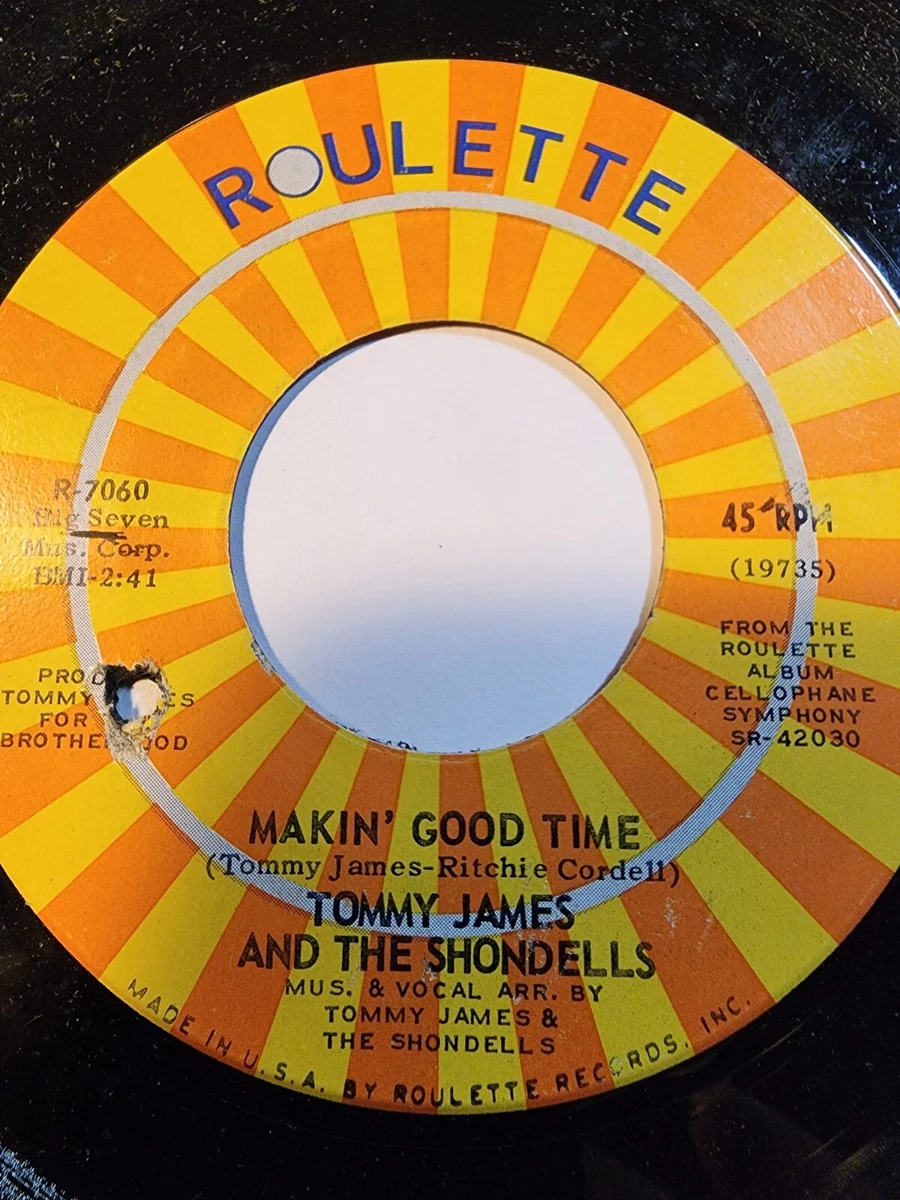 ROULETTE
R-7060
Big Seven
Mus. Corp.
BMI-2:41
45 RPM
(19735)
FROM THE
ROULETTE
ALBUM
CELLOPHANE
SYMPHONY
SR-42030
TOMMY
FOR
MAKIN' GOOD TIME
(Tommy James-Ritchie Cordell)
TOMMY JAMES
AND THE SHONDELLS
MUS. & VOCAL ARR. BY
TOMMY JAMES &
THE SHONDELLS
MADE IN U.S.A. BY ROULETTE RECORDS, INC.